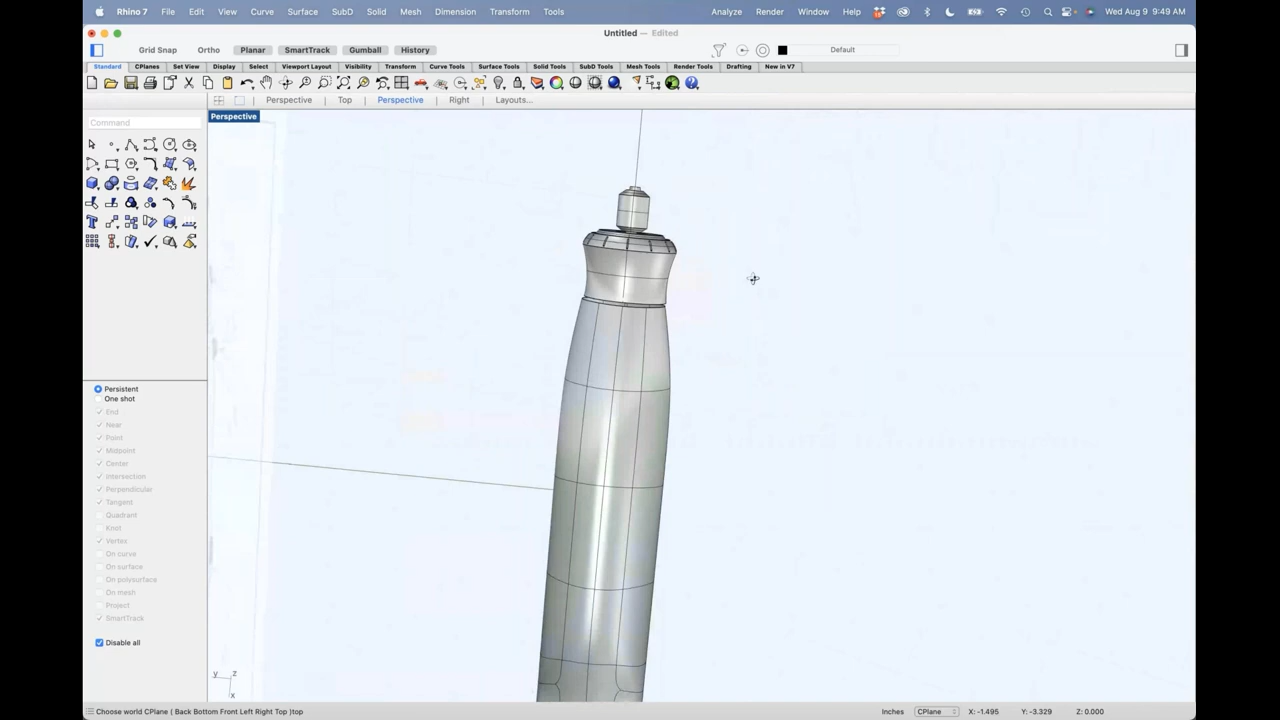 Rhino 7 File Edit View Curve Surface SubD Solid Mesh Dimension Transform Tools Analyze Render Window Help Wed Aug 9 9:49 AM
Untitled — Edited
Grid Snap Ortho Planar SmartTrack Gumball History Default
Standard CPlanes Set View Display Select Viewport Layout Visibility Transform Curve Tools Surface Tools Solid Tools SubD Tools Mesh Tools Render Tools Drafting New in V7
Perspective Top Perspective Right Layouts...
Perspective
Command
Persistent
One shot
End
Near
Point
Midpoint
Center
Intersection
Perpendicular
Tangent
Quadrant
Knot
Vertex
On curve
On surface
On polysurface
On mesh
Project
SmartTrack
Disable all
y z
x
Choose world CPlane ( Back Bottom Front Left Right Top )top Inches CPlane X: -1.495 Y: -3.329 Z: 0.000